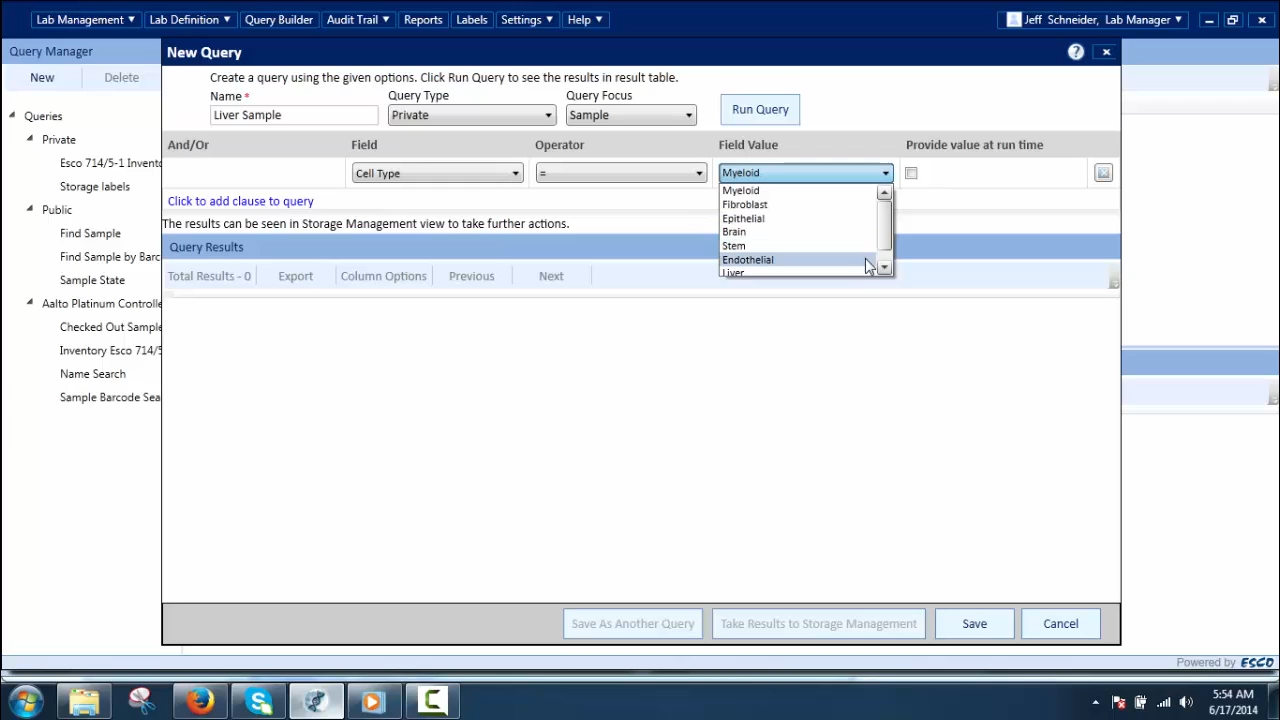 Lab Management Lab Definition Query Builder Audit Trail Reports Labels Settings Help Jeff Schneider, Lab Manager
Query Manager
New Delete
Queries
Private
Esco 714/5-1 Invento
Storage labels
Public
Find Sample
Find Sample by Barc
Sample State
Aalto Platinum Controlle
Checked Out Sample
Inventory Esco 714/5
Name Search
Sample Barcode Sea
New Query
Create a query using the given options. Click Run Query to see the results in result table.
Name * Query Type Query Focus
Liver Sample Private Sample Run Query
And/Or Field Operator Field Value Provide value at run time
Cell Type = Myeloid
Myeloid
Fibroblast
Epithelial
Brain
Stem
Endothelial
Liver
Click to add clause to query
The results can be seen in Storage Management view to take further actions.
Query Results
Total Results - 0 Export Column Options Previous Next
Save As Another Query Take Results to Storage Management Save Cancel
Powered by ESCO
5:54 AM
6/17/2014